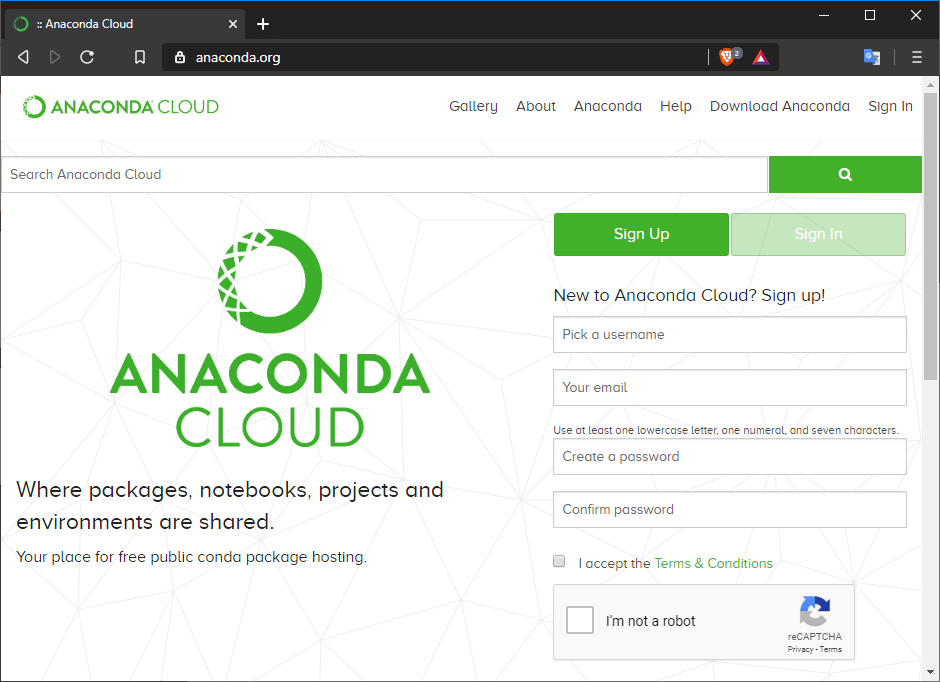 :: Anaconda Cloud
anaconda.org
2
ANACONDA CLOUD
Gallery About Anaconda Help Download Anaconda Sign In
Search Anaconda Cloud
Sign Up Sign In
ANACONDA
CLOUD
Where packages, notebooks, projects and
environments are shared.
Your place for free public conda package hosting.
New to Anaconda Cloud? Sign up!
Pick a username
Your email
Use at least one lowercase letter, one numeral, and seven characters.
Create a password
Confirm password
I accept the Terms & Conditions
I'm not a robot
reCAPTCHA
Privacy - Terms